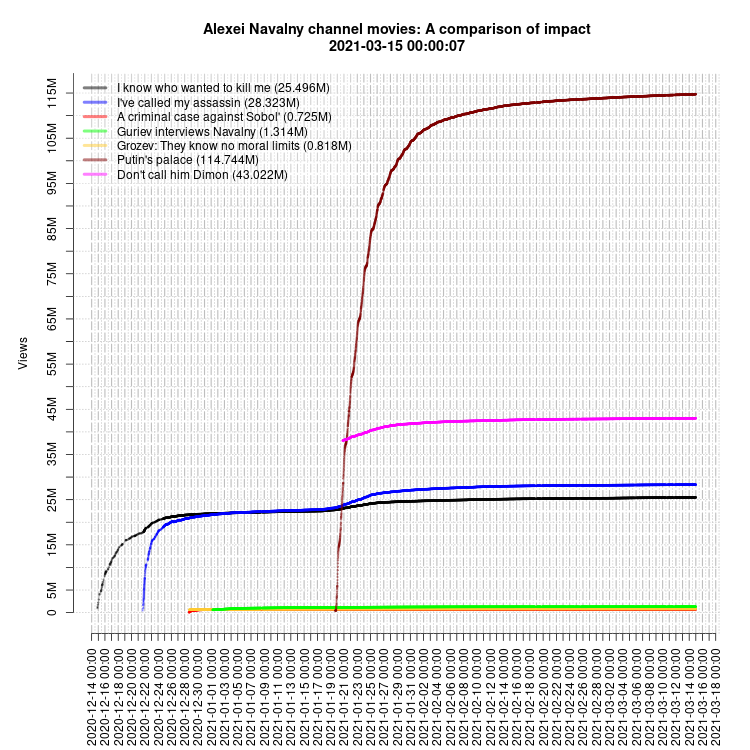 Alexei Navalny channel movies: A comparison of impact
2021-03-15 00:00:07
I know who wanted to kill me (25.496M)
I've called my assassin (28.323M)
A criminal case against Sobol' (0.725M)
Guriev interviews Navalny (1.314M)
Grozev: They know no moral limits (0.818M)
Putin's palace (114.744M)
Don't call him Dimon (43.022M)
Views
115M
105M
95M
85M
75M
65M
55M
45M
35M
25M
15M
5M
0
2020-12-14 00:00
2020-12-16 00:00
2020-12-18 00:00
2020-12-20 00:00
2020-12-22 00:00
2020-12-24 00:00
2020-12-26 00:00
2020-12-28 00:00
2020-12-30 00:00
2021-01-01 00:00
2021-01-03 00:00
2021-01-05 00:00
2021-01-07 00:00
2021-01-09 00:00
2021-01-11 00:00
2021-01-13 00:00
2021-01-15 00:00
2021-01-17 00:00
2021-01-19 00:00
2021-01-21 00:00
2021-01-23 00:00
2021-01-25 00:00
2021-01-27 00:00
2021-01-29 00:00
2021-01-31 00:00
2021-02-02 00:00
2021-02-04 00:00
2021-02-06 00:00
2021-02-08 00:00
2021-02-10 00:00
2021-02-12 00:00
2021-02-14 00:00
2021-02-16 00:00
2021-02-18 00:00
2021-02-20 00:00
2021-02-22 00:00
2021-02-24 00:00
2021-02-26 00:00
2021-02-28 00:00
2021-03-02 00:00
2021-03-04 00:00
2021-03-06 00:00
2021-03-08 00:00
2021-03-10 00:00
2021-03-12 00:00
2021-03-14 00:00
2021-03-16 00:00
2021-03-18 00:00